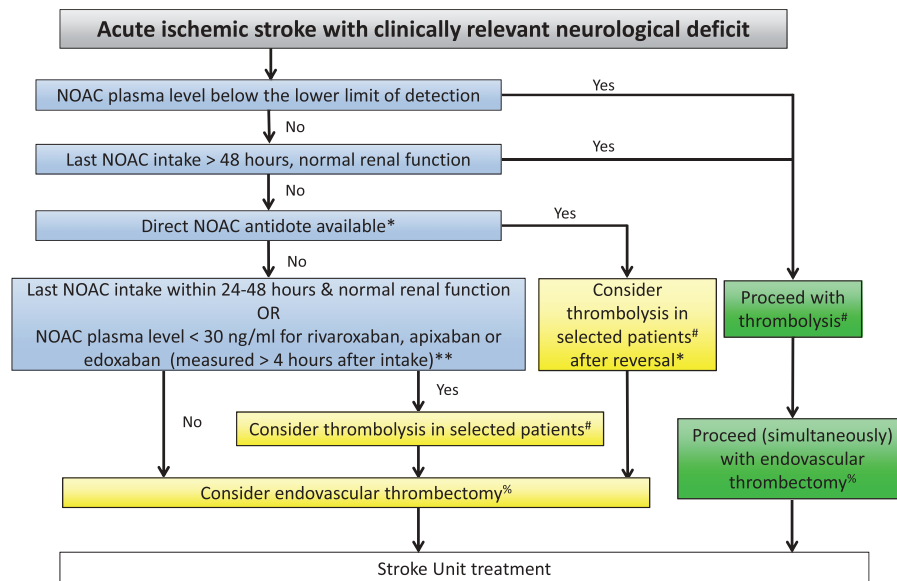 Acute ischemic stroke with clinically relevant neurological deficit
NOAC plasma level below the lower limit of detection
Yes
No
Last NOAC intake > 48 hours, normal renal function
Yes
No
Direct NOAC antidote available*
Yes
No
Last NOAC intake within 24-48 hours & normal renal function
OR
NOAC plasma level < 30 ng/ml for rivaroxaban, apixaban or
edoxaban (measured > 4 hours after intake)**
Consider
thrombolysis in
selected patients#
after reversal*
Proceed with
thrombolysis#
Yes
No
Consider thrombolysis in selected patients#
Proceed (simultaneously)
with endovascular
thrombectomy%
Consider endovascular thrombectomy%
Stroke Unit treatment